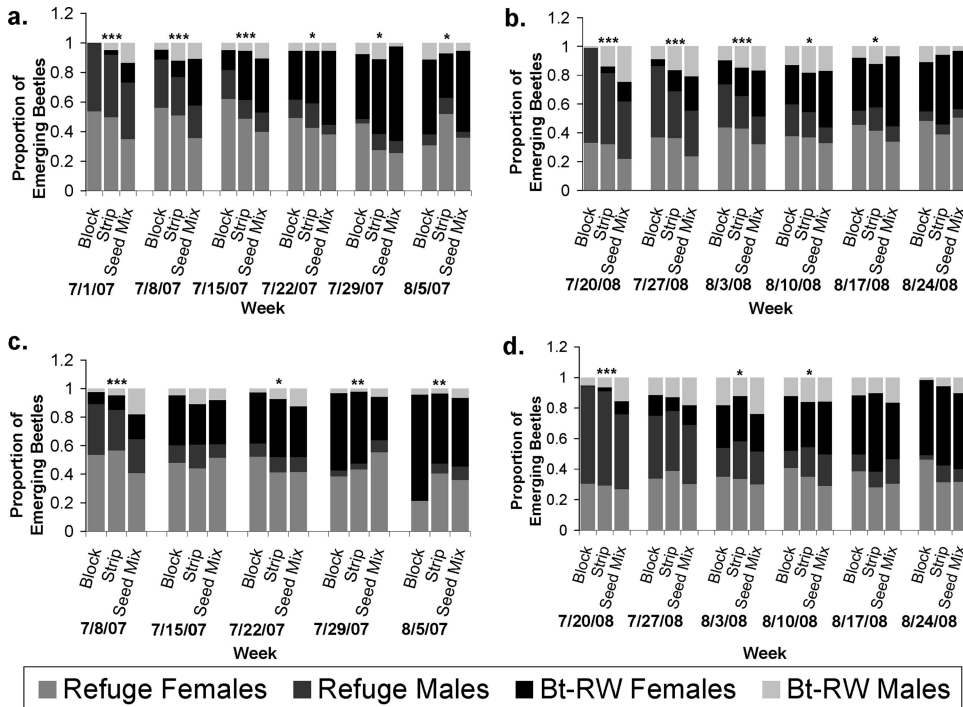 a.
Proportion of
Emerging Beetles
1.2
1
0.8
0.6
0.4
0.2
0
*** *** *** * * *
Block Strip Seed Mix Block Strip Seed Mix Block Strip Seed Mix Block Strip Seed Mix Block Strip Seed Mix Block Strip Seed Mix
7/1/07 7/8/07 7/15/07 7/22/07 7/29/07 8/5/07
Week
b.
Proportion of
Emerging Beetles
1.2
1
0.8
0.6
0.4
0.2
0
*** *** *** * *
Block Strip Seed Mix Block Strip Seed Mix Block Strip Seed Mix Block Strip Seed Mix Block Strip Seed Mix Block Strip Seed Mix
7/20/08 7/27/08 8/3/08 8/10/08 8/17/08 8/24/08
Week
c.
Proportion of
Emerging Beetles
1.2
1
0.8
0.6
0.4
0.2
0
*** * ** **
Block Strip Seed Mix Block Strip Seed Mix Block Strip Seed Mix Block Strip Seed Mix Block Strip Seed Mix
7/8/07 7/15/07 7/22/07 7/29/07 8/5/07
Week
d.
Proportion of
Emerging Beetles
1.2
1
0.8
0.6
0.4
0.2
0
*** * *
Block Strip Seed Mix Block Strip Seed Mix Block Strip Seed Mix Block Strip Seed Mix Block Strip Seed Mix Block Strip Seed Mix
7/20/08 7/27/08 8/3/08 8/10/08 8/17/08 8/24/08
Week
Refuge Females Refuge Males Bt-RW Females Bt-RW Males